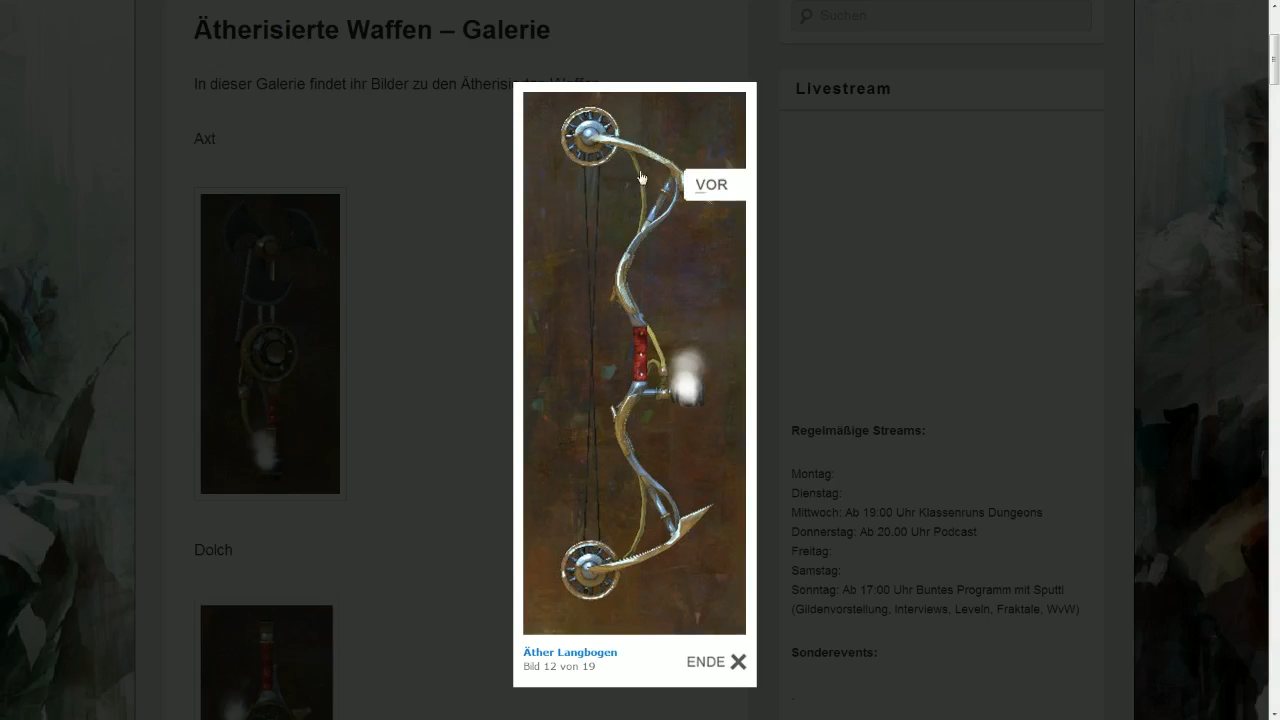 Ätherisierte Waffen – Galerie
In dieser Galerie findet ihr Bilder zu den Ätherisierten Waffen
Axt
Dolch
VOR
Äther Langbogen
Bild 12 von 19
ENDE
Suchen
Livestream
Regelmäßige Streams:
Montag:
Dienstag:
Mittwoch: Ab 19.00 Uhr Klassenruns Dungeons
Donnerstag: Ab 20.00 Uhr Podcast
Freitag:
Samstag:
Sonntag: Ab 17:00 Uhr Buntes Programm mit Sputti
(Gildenvorstellung, Interviews, Leveln, Fraktale, WvW)
Sonderevents:
.